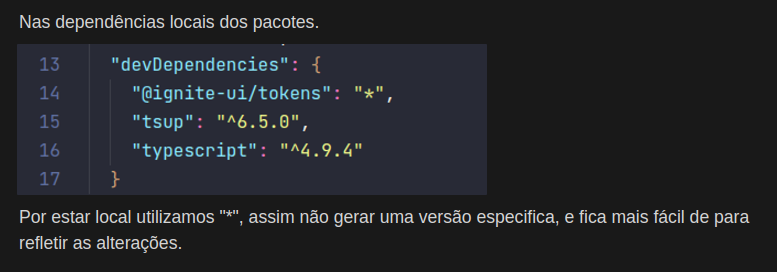 Nas dependências locais dos pacotes.
13 "devDependencies": {
14 "@ignite-ui/tokens": "*",
15 "tsup": "^6.5.0",
16 "typescript": "^4.9.4"
17 }
Por estar local utilizamos "*", assim não gerar uma versão especifica, e fica mais fácil de para
refletir as alterações.